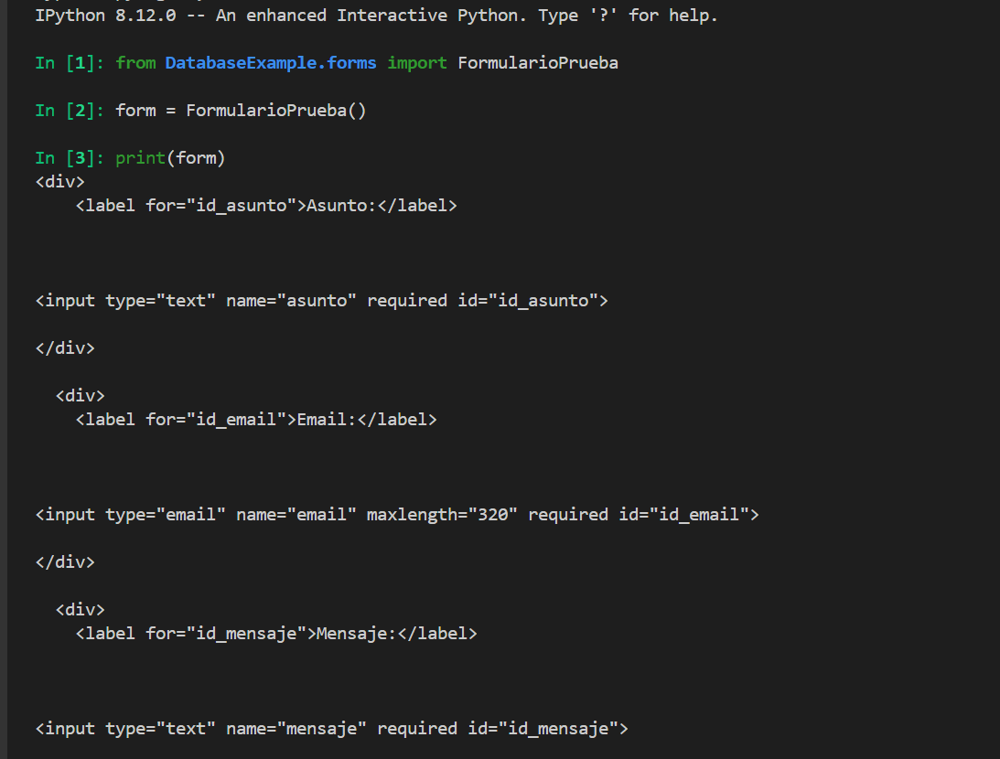 IPython 8.12.0 -- An enhanced Interactive Python. Type '?' for help.
In [1]: from DatabaseExample.forms import FormularioPrueba
In [2]: form = FormularioPrueba()
In [3]: print(form)
<div>
    <label for="id_asunto">Asunto:</label>
<input type="text" name="asunto" required id="id_asunto">
</div>
  <div>
    <label for="id_email">Email:</label>
<input type="email" name="email" maxlength="320" required id="id_email">
</div>
  <div>
    <label for="id_mensaje">Mensaje:</label>
<input type="text" name="mensaje" required id="id_mensaje">